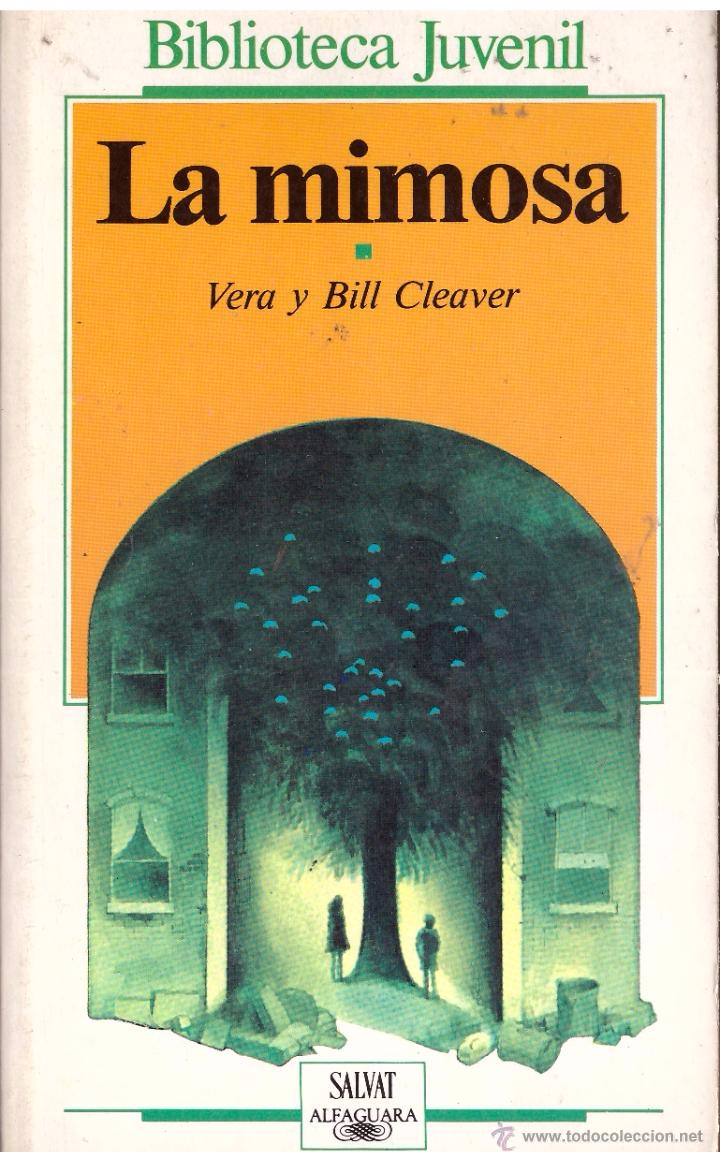 Biblioteca Juvenil
La mimosa
Vera y Bill Cleaver
SALVAT
ALFAGUARA
www.todocoleccion.net